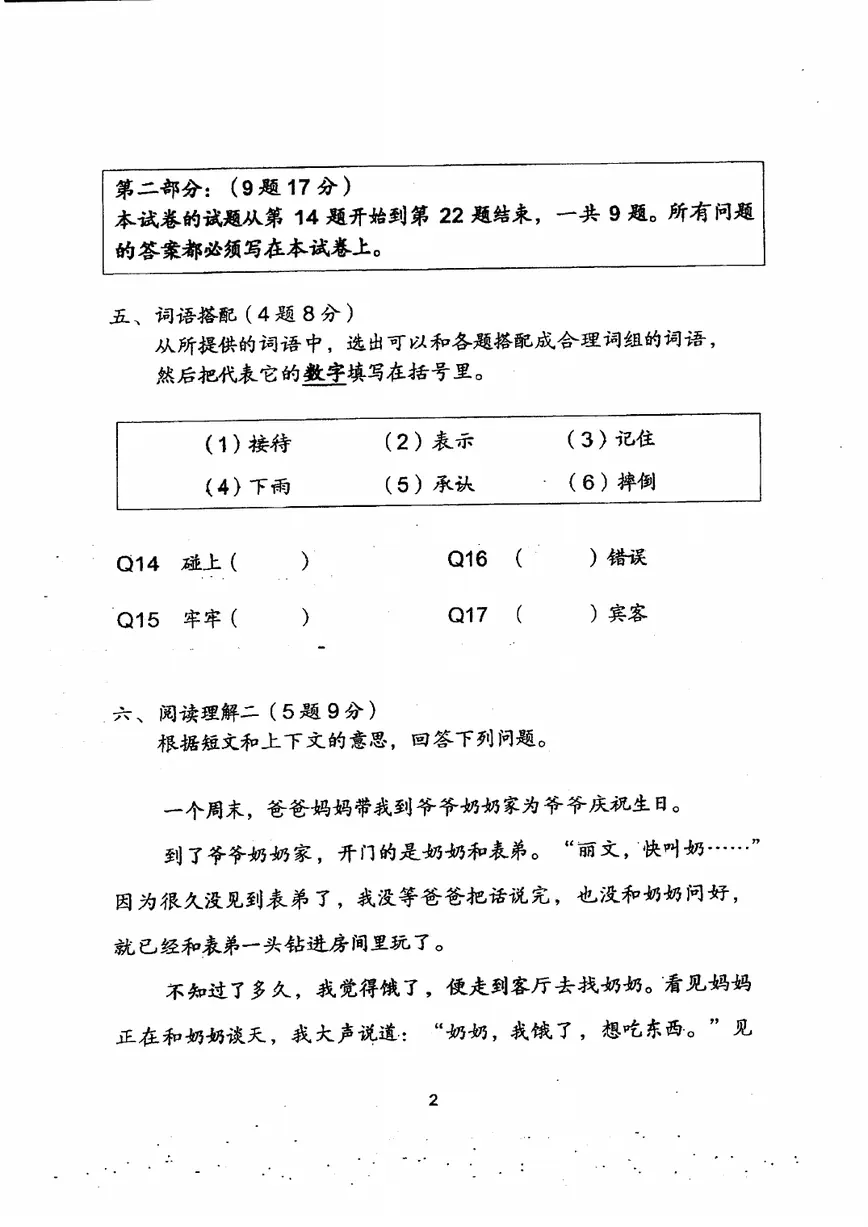 第二部分：（9题17分）
本试卷的试题从第 14 题开始到第 22 题结束，一共 9 题。所有问题
的答案都必须写在本试卷上。
五、词语搭配（4题8分）
从所提供的词语中，选出可以和各题搭配成合理词组的词语，
然后把代表它的数字填写在括号里。
（1）接待 （2）表示 （3）记住
（4）下雨 （5）承认 （6）摔倒
Q14 碰上（ ） Q16 （ ）错误
Q15 牢牢（ ） Q17 （ ）宾客
六、阅读理解二（5题9分）
根据短文和上下文的意思，回答下列问题。
一个周末，爸爸妈妈带我到爷爷奶奶家为爷爷庆祝生日。
到了爷爷奶奶家，开门的是奶奶和表弟。“丽文，快叫奶……”
因为很久没见到表弟了，我没等爸爸把话说完，也没和奶奶问好，
就已经和表弟一头钻进房间里玩了。
不知过了多久，我觉得饿了，便走到客厅去找奶奶。看见妈妈
正在和奶奶谈天，我大声说道：“奶奶，我饿了，想吃东西。”见
2